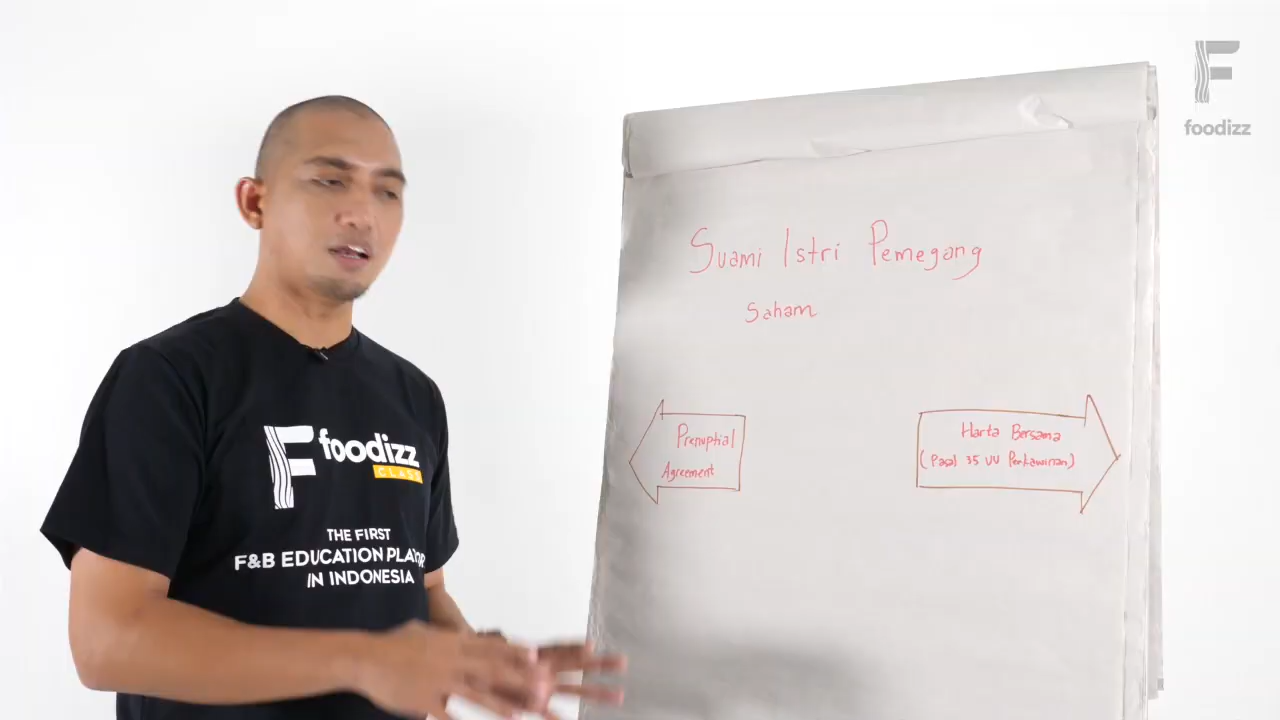 F
foodizz
Suami Istri Pemegang
Saham
Prenuptial
Agreement
Harta Bersama
(Pasal 35 UU Perkawinan)
F foodizz
CLASS
THE FIRST
F&B EDUCATION PLATFOR
IN INDONESIA